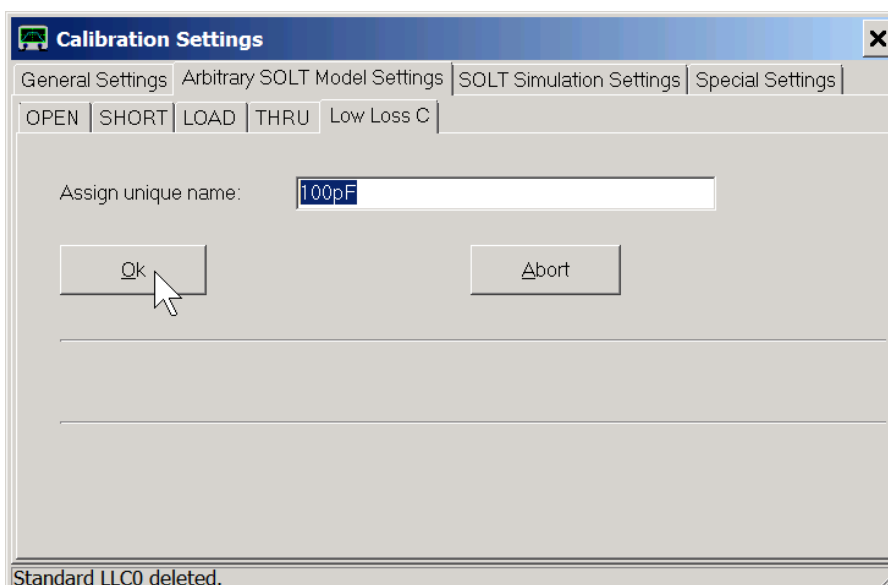 Calibration Settings
General Settings Arbitrary SOLT Model Settings SOLT Simulation Settings Special Settings
OPEN SHORT LOAD THRU Low Loss C
Assign unique name: 100pF
Ok Abort
Standard LLC0 deleted.